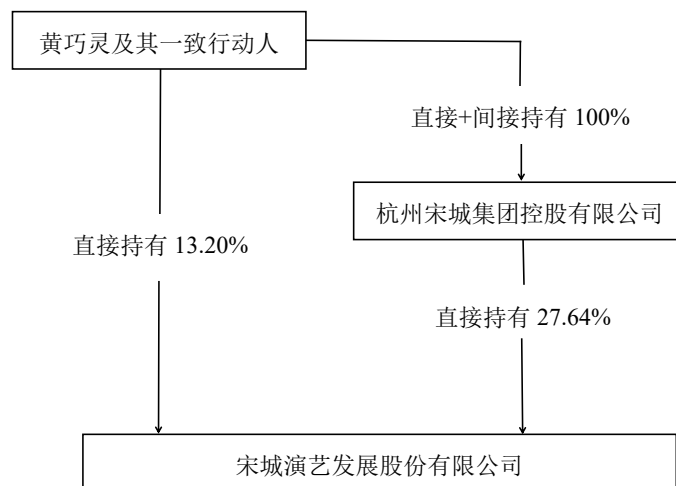 黄巧灵及其一致行动人
直接+间接持有 100%
杭州宋城集团控股有限公司
直接持有 13.20%
直接持有 27.64%
宋城演艺发展股份有限公司